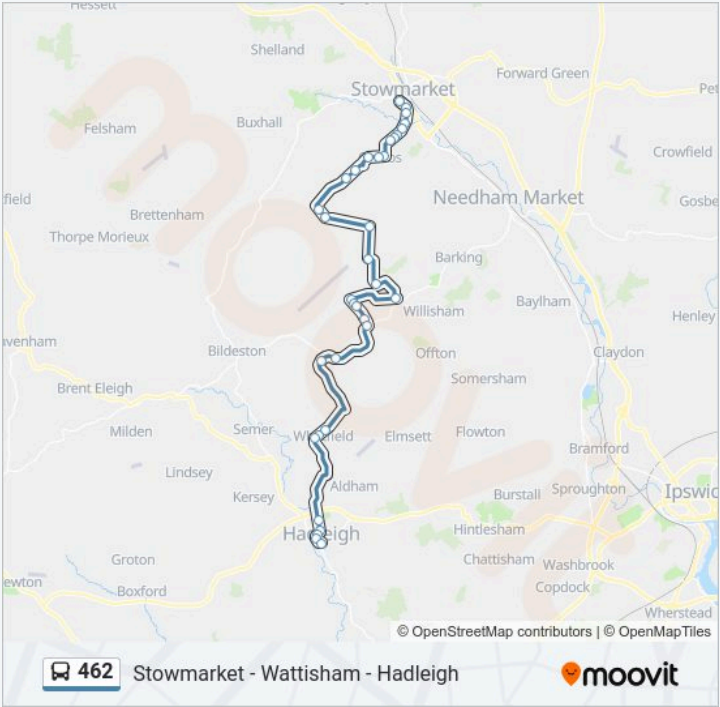 Hessett
Shelland
Forward Green
Stowmarket
Pet
Felsham
Buxhall
Crowfield
field
Needham Market
Gosbe
Brettenham
Thorpe Morieux
Barking
Willisham
Baylham
Henley
avenham
Bildeston
Offton
Claydon
Somersham
Brent Eleigh
Milden
Semer
Elmsett
Flowton
Bramford
Lindsey
Aldham
Sproughton
Ipswic
Kersey
Burstall
Hadleigh
Hintlesham
Groton
Chattisham
Washbrook
ewton
Boxford
Copdock
Wherstead
© OpenStreetMap contributors | © OpenMapTiles
462 Stowmarket - Wattisham - Hadleigh
moovit